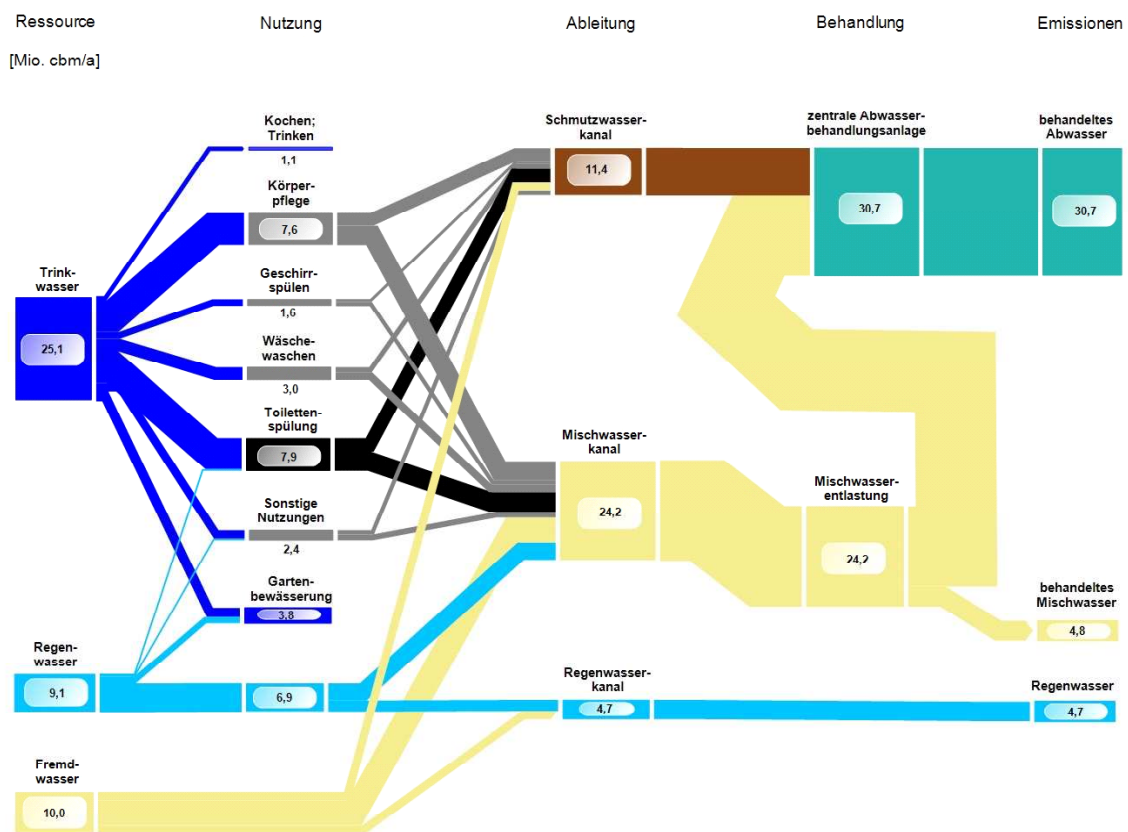 Ressource
Nutzung
Ableitung
Behandlung
Emissionen
[Mio. cbm/a]
Kochen;
Trinken
1,1
Körper-
pflege
7,6
Geschirr-
spülen
1,6
Wäsche-
waschen
3,0
Toiletten-
spülung
7,9
Sonstige
Nutzungen
2,4
Garten-
bewässerung
3,8
Trink-
wasser
25,1
Regen-
wasser
9,1
6,9
Fremd-
wasser
10,0
Schmutzwasser-
kanal
11,4
Mischwasser-
kanal
24,2
Regenwasser-
kanal
4,7
zentrale Abwasser-
behandlungsanlage
30,7
Mischwasser-
entlastung
24,2
behandeltes
Abwasser
30,7
behandeltes
Mischwasser
4,8
Regenwasser
4,7